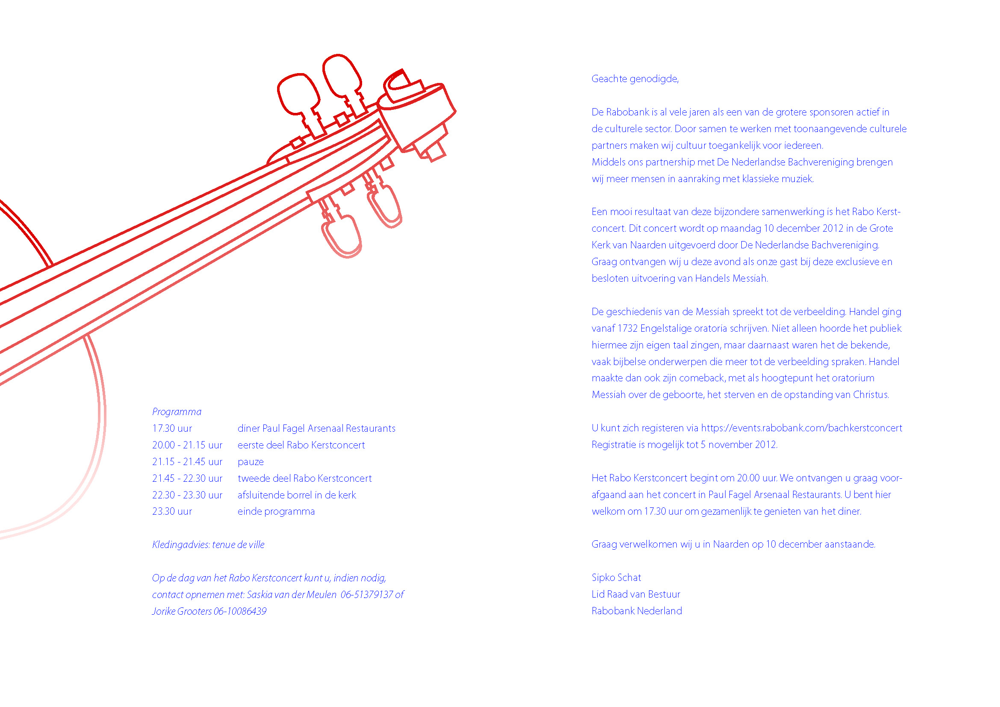 Programma
17.30 uur diner Paul Fagel Arsenaal Restaurants
20.00 - 21.15 uur eerste deel Rabo Kerstconcert
21.15 - 21.45 uur pauze
21.45 - 22.30 uur tweede deel Rabo Kerstconcert
22.30 - 23.30 uur afsluitende borrel in de kerk
23.30 uur einde programma
Kledingadvies: tenue de ville
Op de dag van het Rabo Kerstconcert kunt u, indien nodig,
contact opnemen met: Saskia van der Meulen 06-51379137 of
Jorike Grooters 06-10086439
Geachte genodigde,
De Rabobank is al vele jaren als een van de grotere sponsoren actief in
de culturele sector. Door samen te werken met toonaangevende culturele
partners maken wij cultuur toegankelijk voor iedereen.
Middels ons partnership met De Nederlandse Bachvereniging brengen
wij meer mensen in aanraking met klassieke muziek.
Een mooi resultaat van deze bijzondere samenwerking is het Rabo Kerst-
concert. Dit concert wordt op maandag 10 december 2012 in de Grote
Kerk van Naarden uitgevoerd door De Nederlandse Bachvereniging.
Graag ontvangen wij u deze avond als onze gast bij deze exclusieve en
besloten uitvoering van Handels Messiah.
De geschiedenis van de Messiah spreekt tot de verbeelding. Handel ging
vanaf 1732 Engelstalige oratoria schrijven. Niet alleen hoorde het publiek
hiermee zijn eigen taal zingen, maar daarnaast waren het de bekende,
vaak bijbelse onderwerpen die meer tot de verbeelding spraken. Handel
maakte dan ook zijn comeback, met als hoogtepunt het oratorium
Messiah over de geboorte, het sterven en de opstanding van Christus.
U kunt zich registeren via https://events.rabobank.com/bachkerstconcert
Registratie is mogelijk tot 5 november 2012.
Het Rabo Kerstconcert begint om 20.00 uur. We ontvangen u graag voor-
afgaand aan het concert in Paul Fagel Arsenaal Restaurants. U bent hier
welkom om 17.30 uur om gezamenlijk te genieten van het diner.
Graag verwelkomen wij u in Naarden op 10 december aanstaande.
Sipko Schat
Lid Raad van Bestuur
Rabobank Nederland